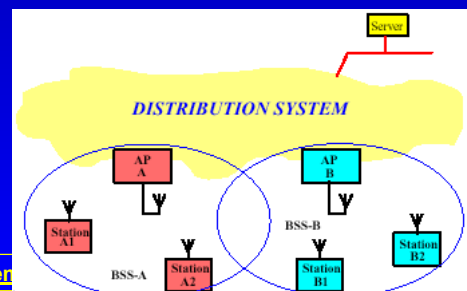 Server
DISTRIBUTION SYSTEM
AP
A
AP
B
Station
A1
BSS-A
Station
A2
BSS-B
Station
B1
Station
B2